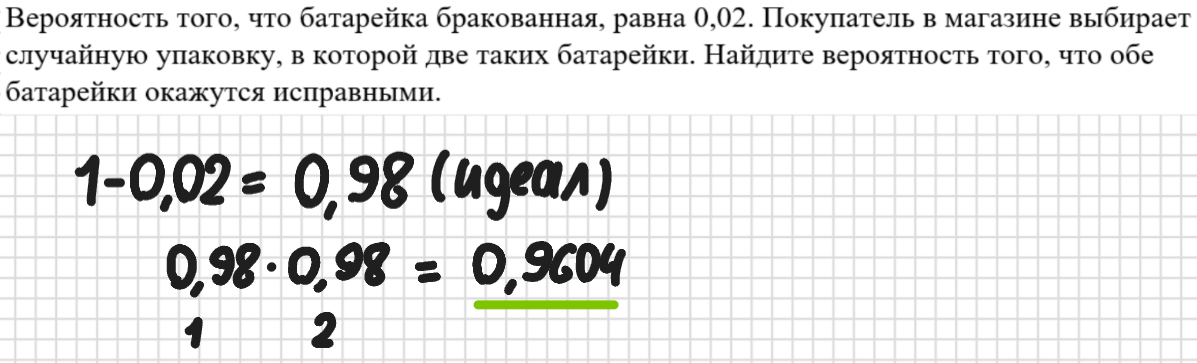 Вероятность того, что батарейка бракованная, равна 0,02. Покупатель в магазине выбирает
случайную упаковку, в которой две таких батарейки. Найдите вероятность того, что обе
батарейки окажутся исправными.
1-0,02= 0,98 (идеал)
0,98·0,98 = 0,9604
1 2